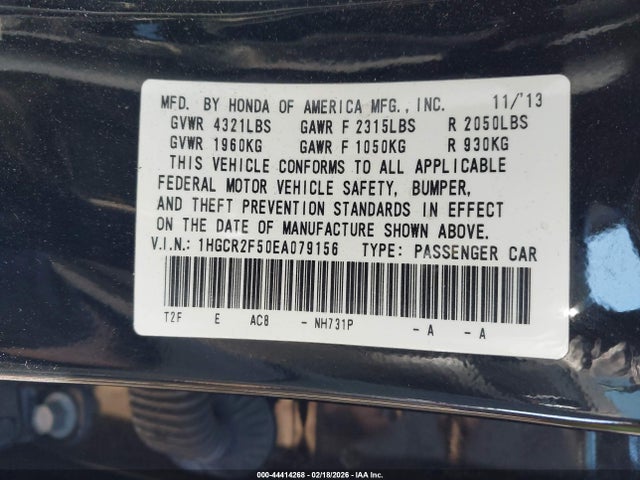 MFD. BY HONDA OF AMERICA MFG., INC. 11/'13
GVWR 4321LBS GAWR F 2315LBS R 2050LBS
GVWR 1960KG GAWR F 1050KG R 930KG
THIS VEHICLE CONFORMS TO ALL APPLICABLE
FEDERAL MOTOR VEHICLE SAFETY, BUMPER,
AND THEFT PREVENTION STANDARDS IN EFFECT
ON THE DATE OF MANUFACTURE SHOWN ABOVE.
V.I.N.: 1HGCR2F50EA079156 TYPE: PASSENGER CAR
T2F E AC8 - NH731P - A - A
000-44414268 - 02/18/2026 - IAA Inc.